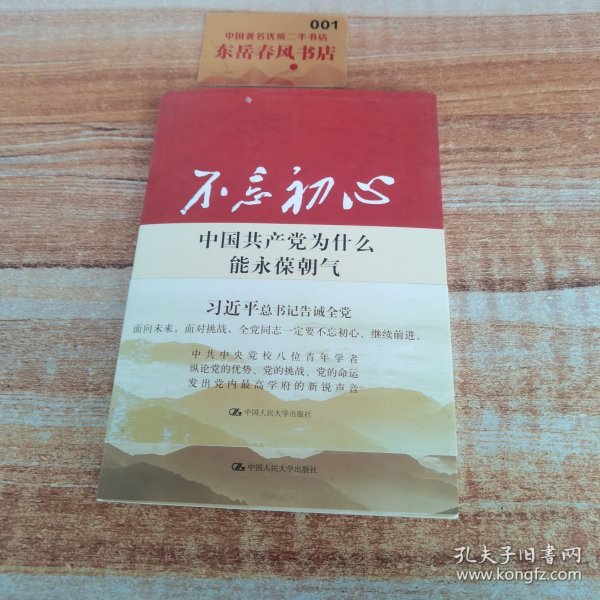 001
中国著名优质二手书店
东岳春风书店
不忘初心
中国共产党为什么
能永葆朝气
习近平总书记告诫全党
面向未来，面对挑战，全党同志一定要不忘初心、继续前进。
中共中央党校八位青年学者
纵论党的优势、党的挑战、党的命运
发出党内最高学府的新锐声音
中国人民大学出版社
中国人民大学出版社
孔夫子旧书网
www.kongfz.com